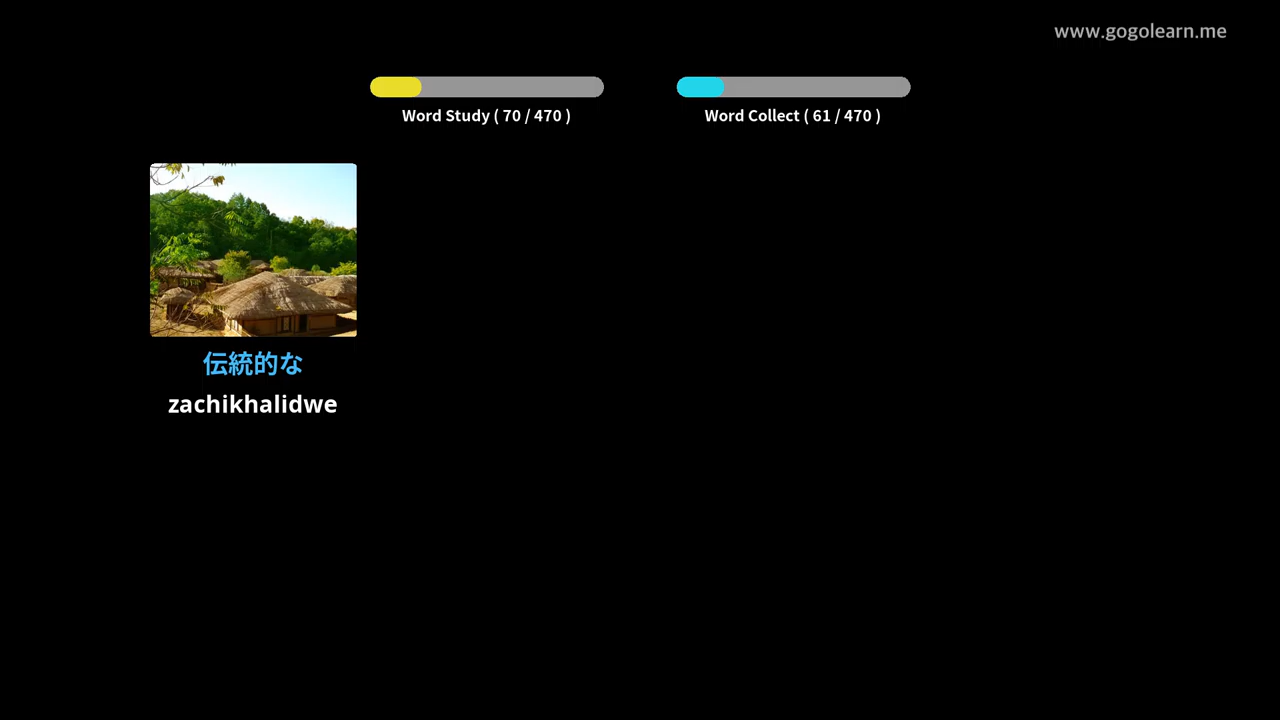 www.gogolearn.me
Word Study ( 70 / 470 )
Word Collect ( 61 / 470 )
伝統的な
zachikhalidwe